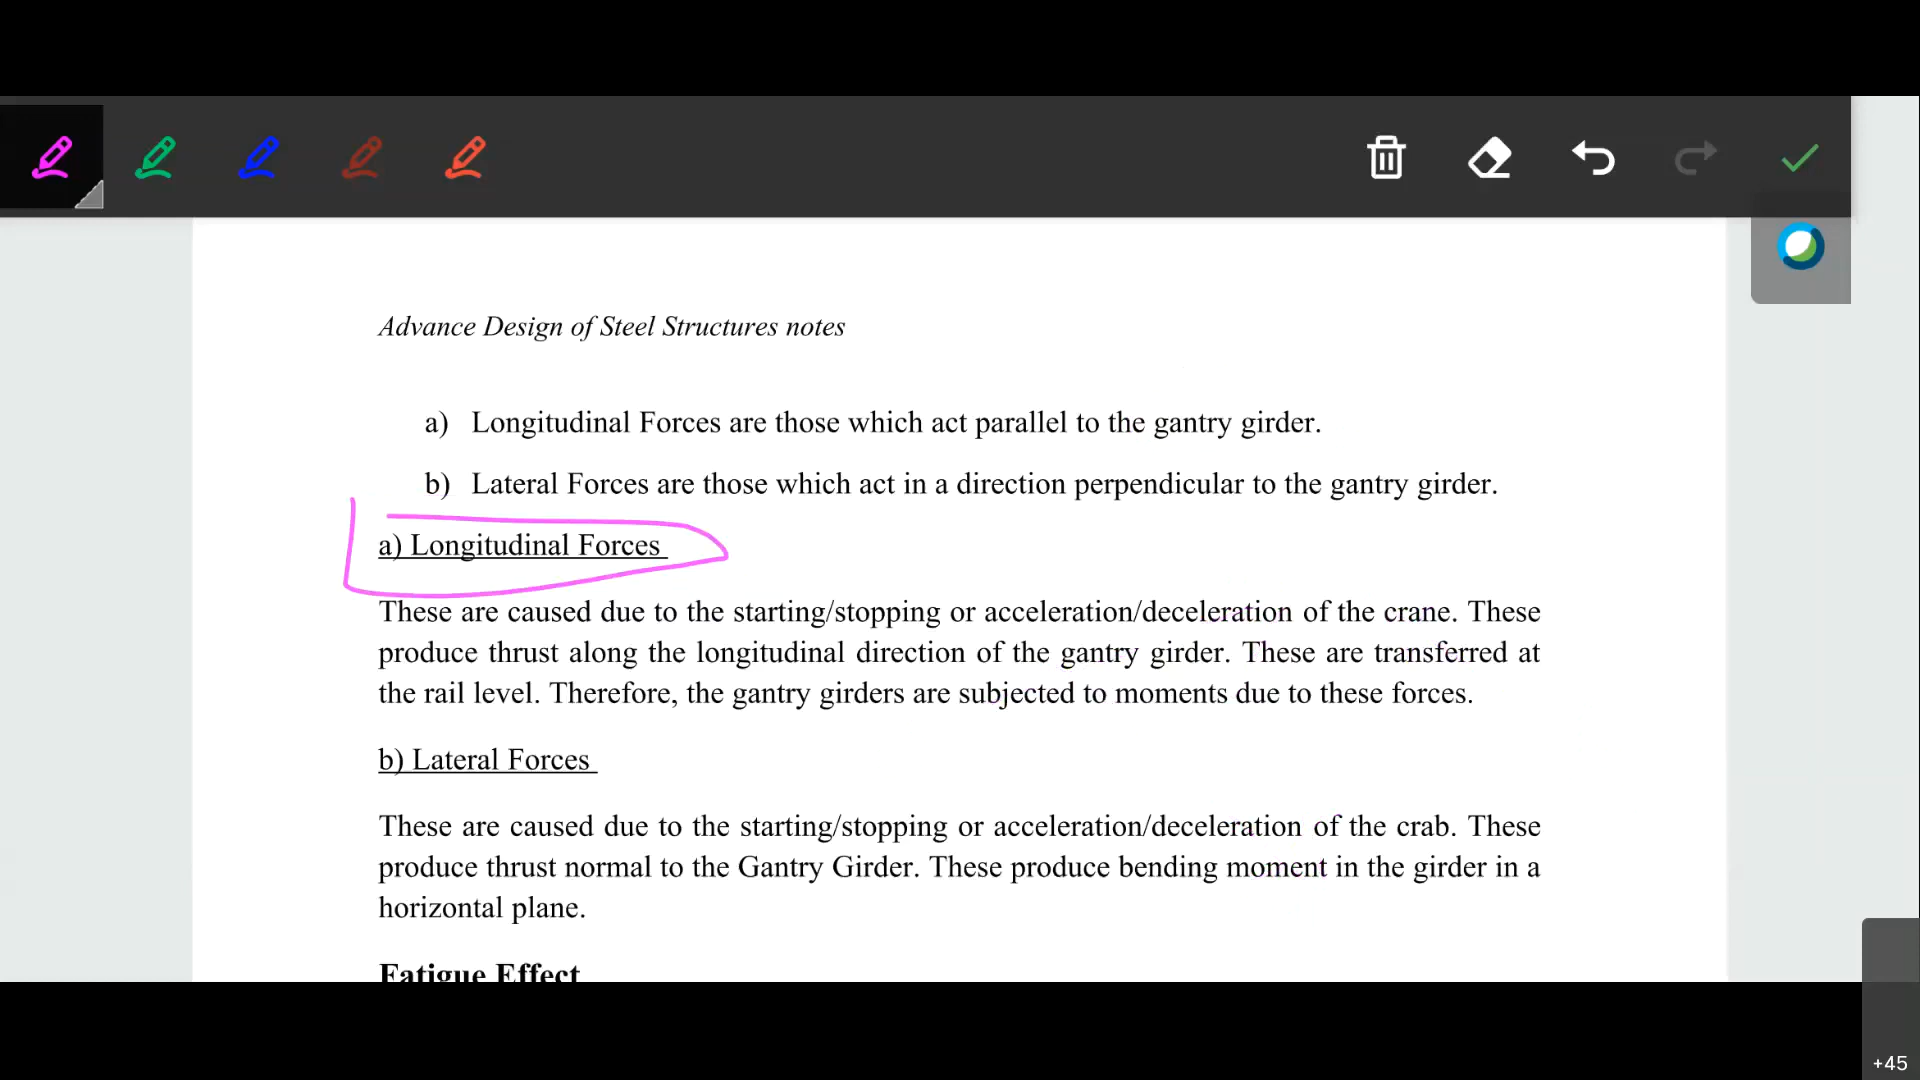 Advance Design of Steel Structures notes
a) Longitudinal Forces are those which act parallel to the gantry girder.
b) Lateral Forces are those which act in a direction perpendicular to the gantry girder.
a) Longitudinal Forces
These are caused due to the starting/stopping or acceleration/deceleration of the crane. These
produce thrust along the longitudinal direction of the gantry girder. These are transferred at
the rail level. Therefore, the gantry girders are subjected to moments due to these forces.
b) Lateral Forces
These are caused due to the starting/stopping or acceleration/deceleration of the crab. These
produce thrust normal to the Gantry Girder. These produce bending moment in the girder in a
horizontal plane.
Fatigue Effect
+45